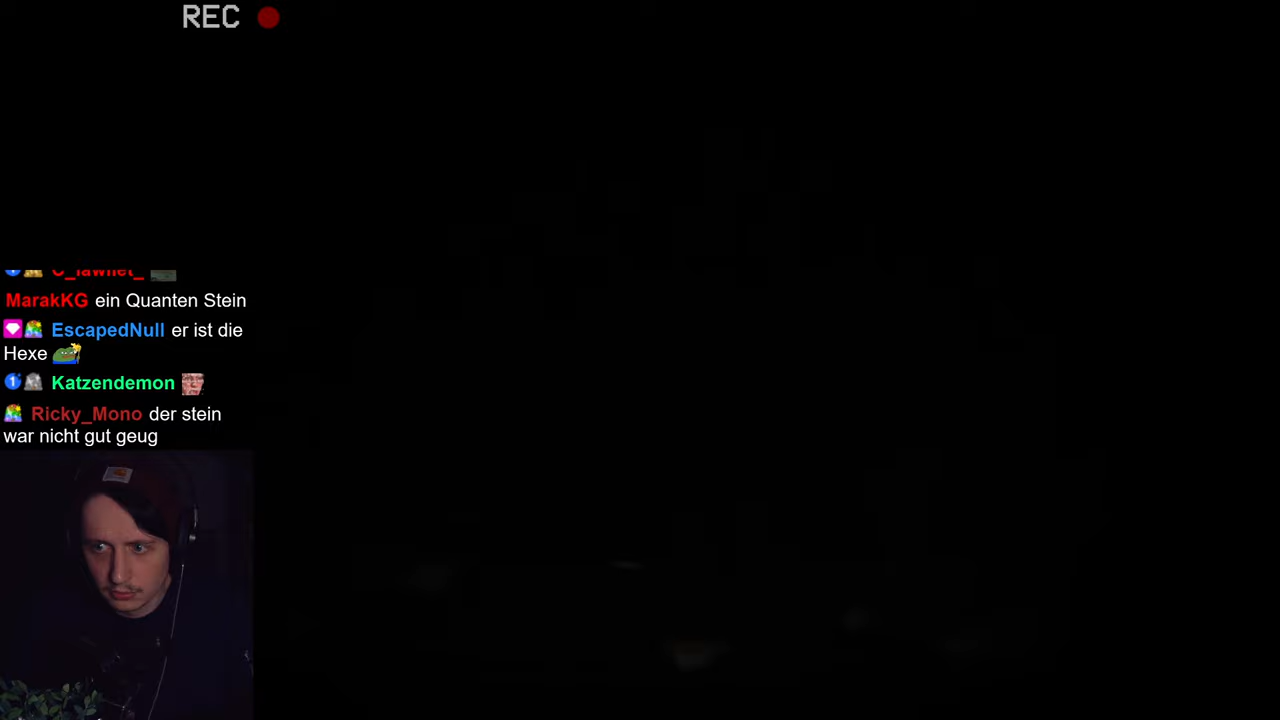 REC
MarakKG ein Quanten Stein
EscapedNull er ist die
Hexe
Katzendemon
Ricky_Mono der stein
war nicht gut geug